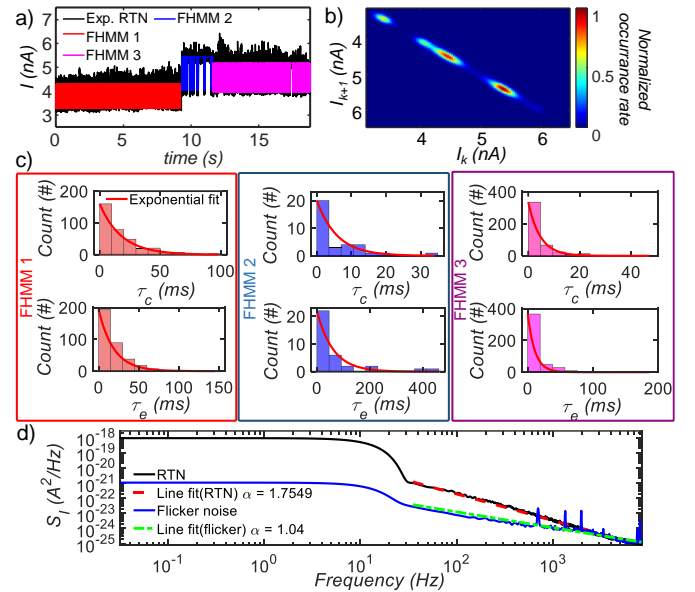 a)
Exp. RTN
FHMM 2
FHMM 1
FHMM 3
7
6
5
4
3
2
I (nA)
0
5
10
15
time (s)
b)
4
5
6
I_{k+1} (nA)
4
5
6
I_k (nA)
1
0.5
0
Normalized
occurrance rate
c)
FHMM 1
200
100
0
Count (#)
Exponential fit
0
50
100
τ_c (ms)
200
100
0
Count (#)
0
50
100
150
τ_e (ms)
FHMM 2
20
10
0
Count (#)
0
10
20
30
τ_c (ms)
20
10
0
Count (#)
0
200
400
τ_e (ms)
FHMM 3
400
200
0
Count (#)
0
20
40
τ_c (ms)
400
200
0
Count (#)
0
100
200
τ_e (ms)
d)
10^{-18}
10^{-19}
10^{-20}
10^{-21}
10^{-22}
10^{-23}
10^{-24}
10^{-25}
S_I (A^2/Hz)
RTN
Line fit(RTN) α = 1.7549
Flicker noise
Line fit(flicker) α = 1.04
10^{-1}
10^0
10^1
10^2
10^3
Frequency (Hz)